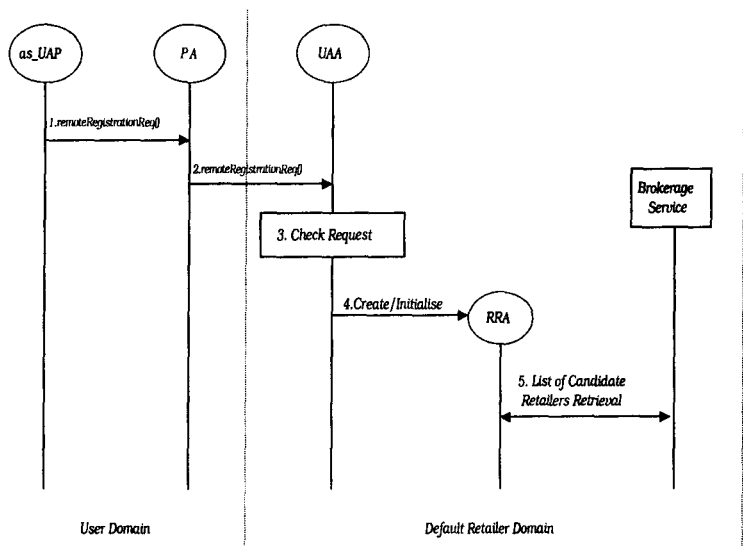 as_UAP
PA
UAA
1.remoteRegistrationReq()
2.remoteRegistrationReq()
Brokerage
Service
3. Check Request
4.Create/Initialise
RRA
5. List of Candidate
Retailers Retrieval
User Domain
Default Retailer Domain